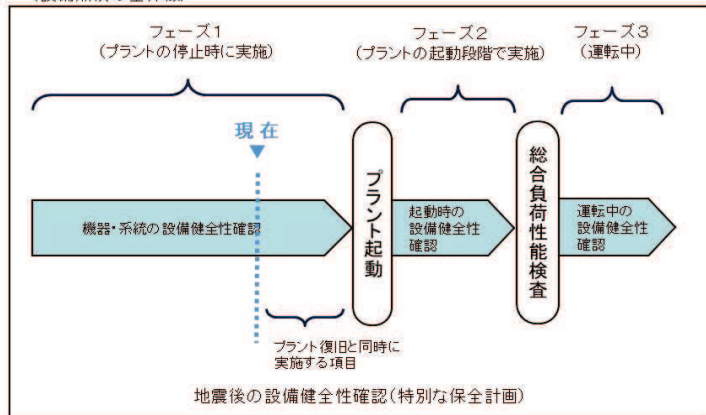 フェーズ1
(プラントの停止時に実施)
フェーズ2
(プラントの起動段階で実施)
フェーズ3
(運転中)
現在
機器・系統の設備健全性確認
プラント起動
起動時の
設備健全性
確認
総合負荷性能検査
運転中の
設備健全性
確認
プラント復旧と同時に
実施する項目
地震後の設備健全性確認(特別な保全計画)